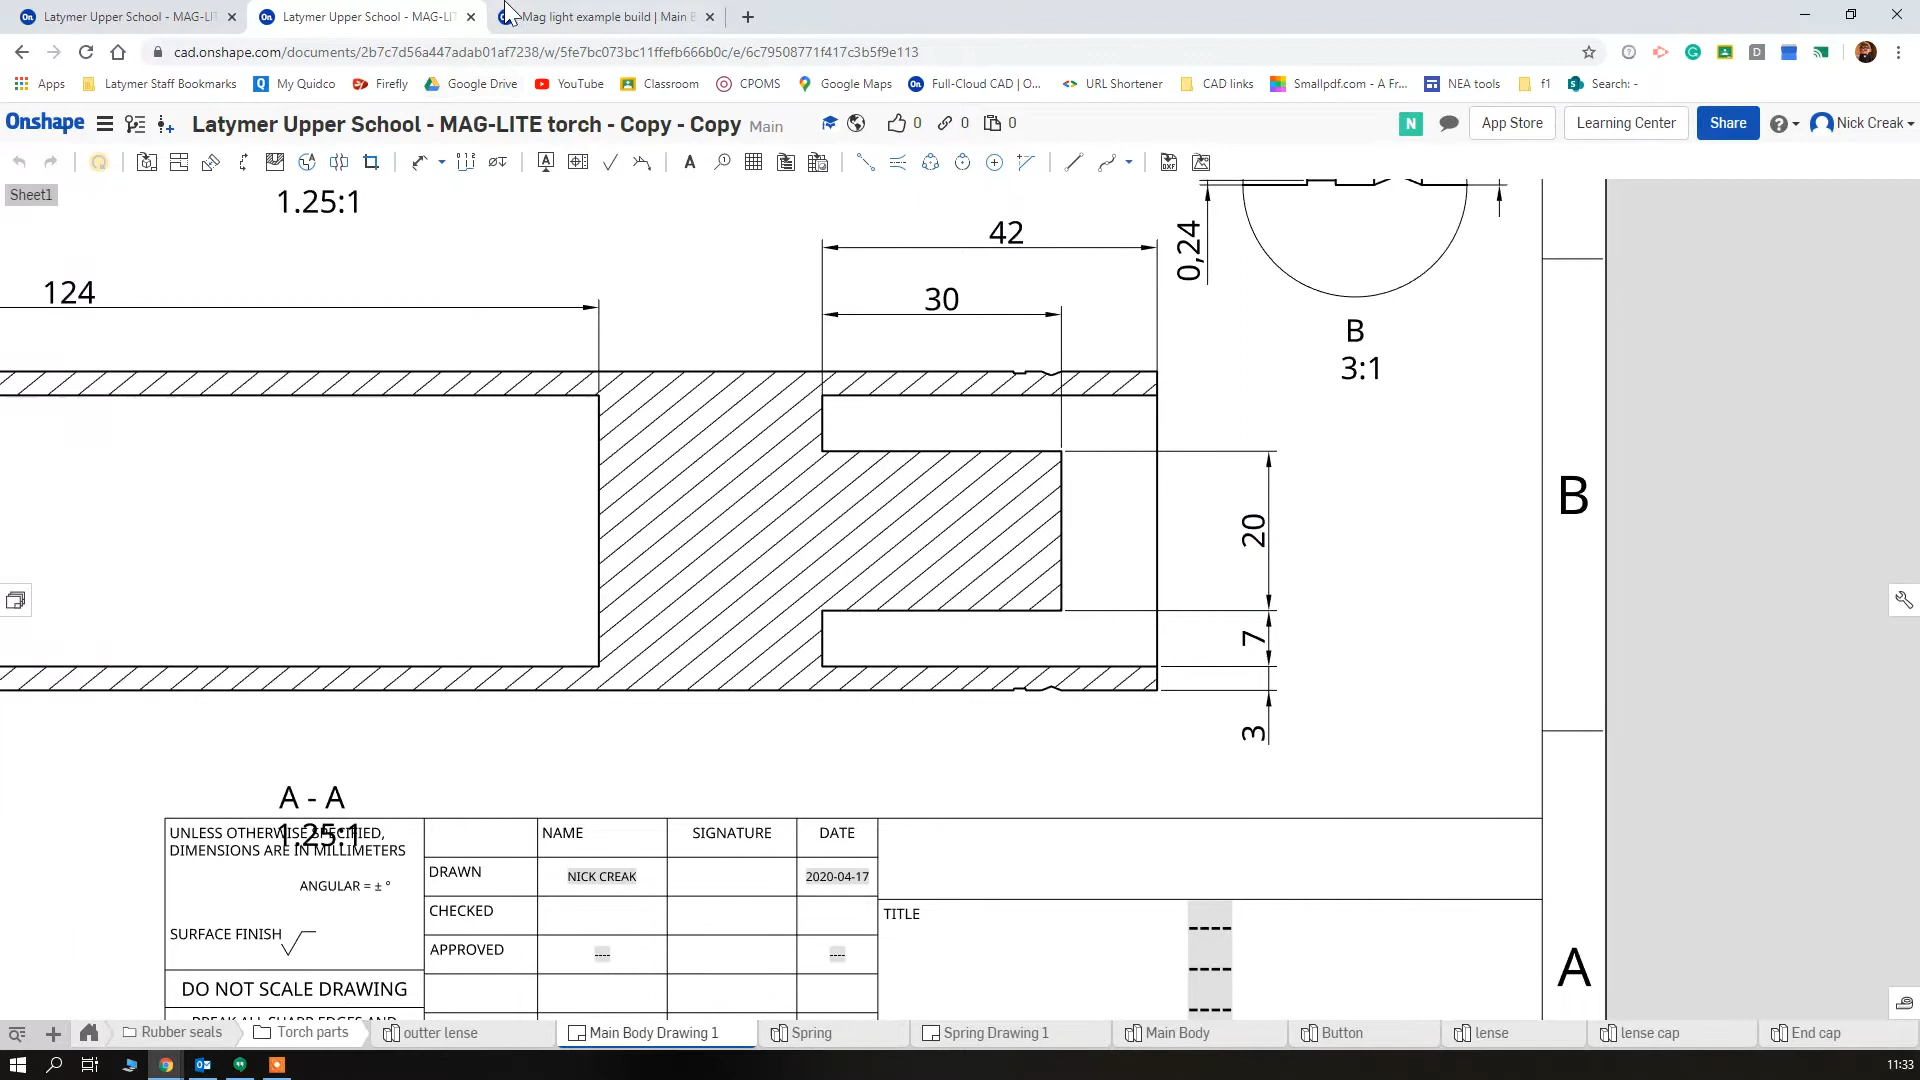 Latymer Upper School - MAG-LI
Latymer Upper School - MAG-LIT
Mag light example build | Main
cad.onshape.com/documents/2b7c7d56a447adab01af7238/w/5fe7bc073bc11ffefb666b0c/e/6c79508771f417c3b5f9e113
Apps Latymer Staff Bookmarks My Quidco Firefly Google Drive YouTube Classroom CPOMS Google Maps Full-Cloud CAD | O... URL Shortener CAD links Smallpdf.com - A Fr... NEA tools f1 Search: -
Onshape Latymer Upper School - MAG-LITE torch - Copy - Copy Main 0 0 0 N App Store Learning Center Share Nick Creak
Sheet1
1.25:1
42
0,24
124
30
B
3:1
20
7
3
B
A - A
1.25:1
UNLESS OTHERWISE SPECIFIED,
DIMENSIONS ARE IN MILLIMETERS
ANGULAR = ± °
SURFACE FINISH
DO NOT SCALE DRAWING
BREAK ALL SHARP EDGES AND
NAME SIGNATURE DATE
DRAWN NICK CREAK 2020-04-17
CHECKED
APPROVED ---- ----
TITLE
----
----
----
A
Rubber seals Torch parts outter lense Main Body Drawing 1 Spring Spring Drawing 1 Main Body Button lense lense cap End cap
11:33